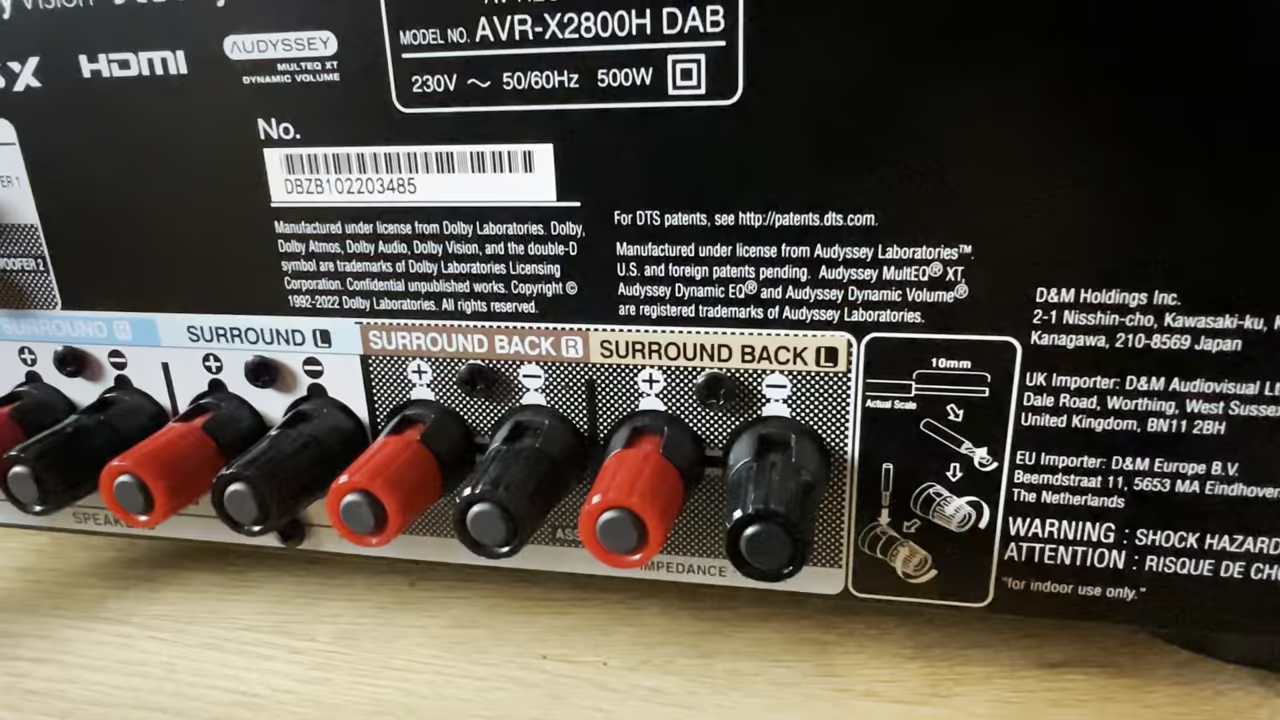 VISION
X HDMI
AUDYSSEY
MULTEQ XT
DYNAMIC VOLUME
MODEL NO. AVR-X2800H DAB
230V ~ 50/60Hz 500W
No.
DBZB102203485
ER 1
WOOFER 2
Manufactured under license from Dolby Laboratories. Dolby,
Dolby Atmos, Dolby Audio, Dolby Vision, and the double-D
symbol are trademarks of Dolby Laboratories Licensing
Corporation. Confidential unpublished works. Copyright ©
1992-2022 Dolby Laboratories. All rights reserved.
For DTS patents, see http://patents.dts.com.
Manufactured under license from Audyssey Laboratories™.
U.S. and foreign patents pending. Audyssey MultEQ® XT,
Audyssey Dynamic EQ® and Audyssey Dynamic Volume®
are registered trademarks of Audyssey Laboratories.
SURROUND R
SURROUND L
SURROUND BACK R
SURROUND BACK L
+ − + − + − + −
SPEAKE
ASS
IMPEDANCE
10mm
Actual Scale
D&M Holdings Inc.
2-1 Nisshin-cho, Kawasaki-ku,
Kanagawa, 210-8569 Japan
UK Importer: D&M Audiovisual
Dale Road, Worthing, West
United Kingdom, BN11 2BH
EU Importer: D&M Europe B.V.
Beemdstraat 11, 5653 MA Eindhoven
The Netherlands
WARNING : SHOCK HAZARD
ATTENTION : RISQUE DE
"for indoor use only."